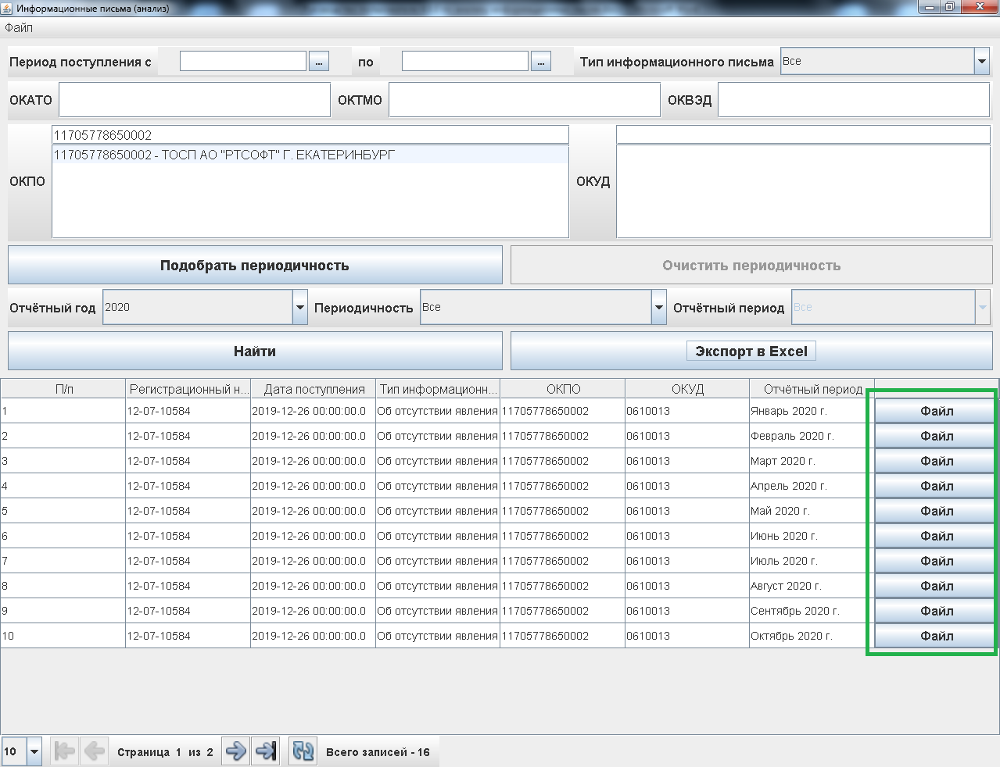 Информационные письма (анализ)
Файл
Период поступления с ... по ... Тип информационного письма Все
ОКАТО ОКТМО ОКВЭД
ОКПО 11705778650002 ОКУД
11705778650002 - ТОСП АО "РТСОФТ" Г. ЕКАТЕРИНБУРГ
Подобрать периодичность Очистить периодичность
Отчётный год 2020 Периодичность Все Отчётный период Все
Найти Экспорт в Excel
П/п Регистрационный н... Дата поступления Тип информационн... ОКПО ОКУД Отчётный период
1 12-07-10584 2019-12-26 00:00:00.0 Об отсутствии явления 11705778650002 0610013 Январь 2020 г. Файл
2 12-07-10584 2019-12-26 00:00:00.0 Об отсутствии явления 11705778650002 0610013 Февраль 2020 г. Файл
3 12-07-10584 2019-12-26 00:00:00.0 Об отсутствии явления 11705778650002 0610013 Март 2020 г. Файл
4 12-07-10584 2019-12-26 00:00:00.0 Об отсутствии явления 11705778650002 0610013 Апрель 2020 г. Файл
5 12-07-10584 2019-12-26 00:00:00.0 Об отсутствии явления 11705778650002 0610013 Май 2020 г. Файл
6 12-07-10584 2019-12-26 00:00:00.0 Об отсутствии явления 11705778650002 0610013 Июнь 2020 г. Файл
7 12-07-10584 2019-12-26 00:00:00.0 Об отсутствии явления 11705778650002 0610013 Июль 2020 г. Файл
8 12-07-10584 2019-12-26 00:00:00.0 Об отсутствии явления 11705778650002 0610013 Август 2020 г. Файл
9 12-07-10584 2019-12-26 00:00:00.0 Об отсутствии явления 11705778650002 0610013 Сентябрь 2020 г. Файл
10 12-07-10584 2019-12-26 00:00:00.0 Об отсутствии явления 11705778650002 0610013 Октябрь 2020 г. Файл
10 Страница 1 из 2 Всего записей - 16